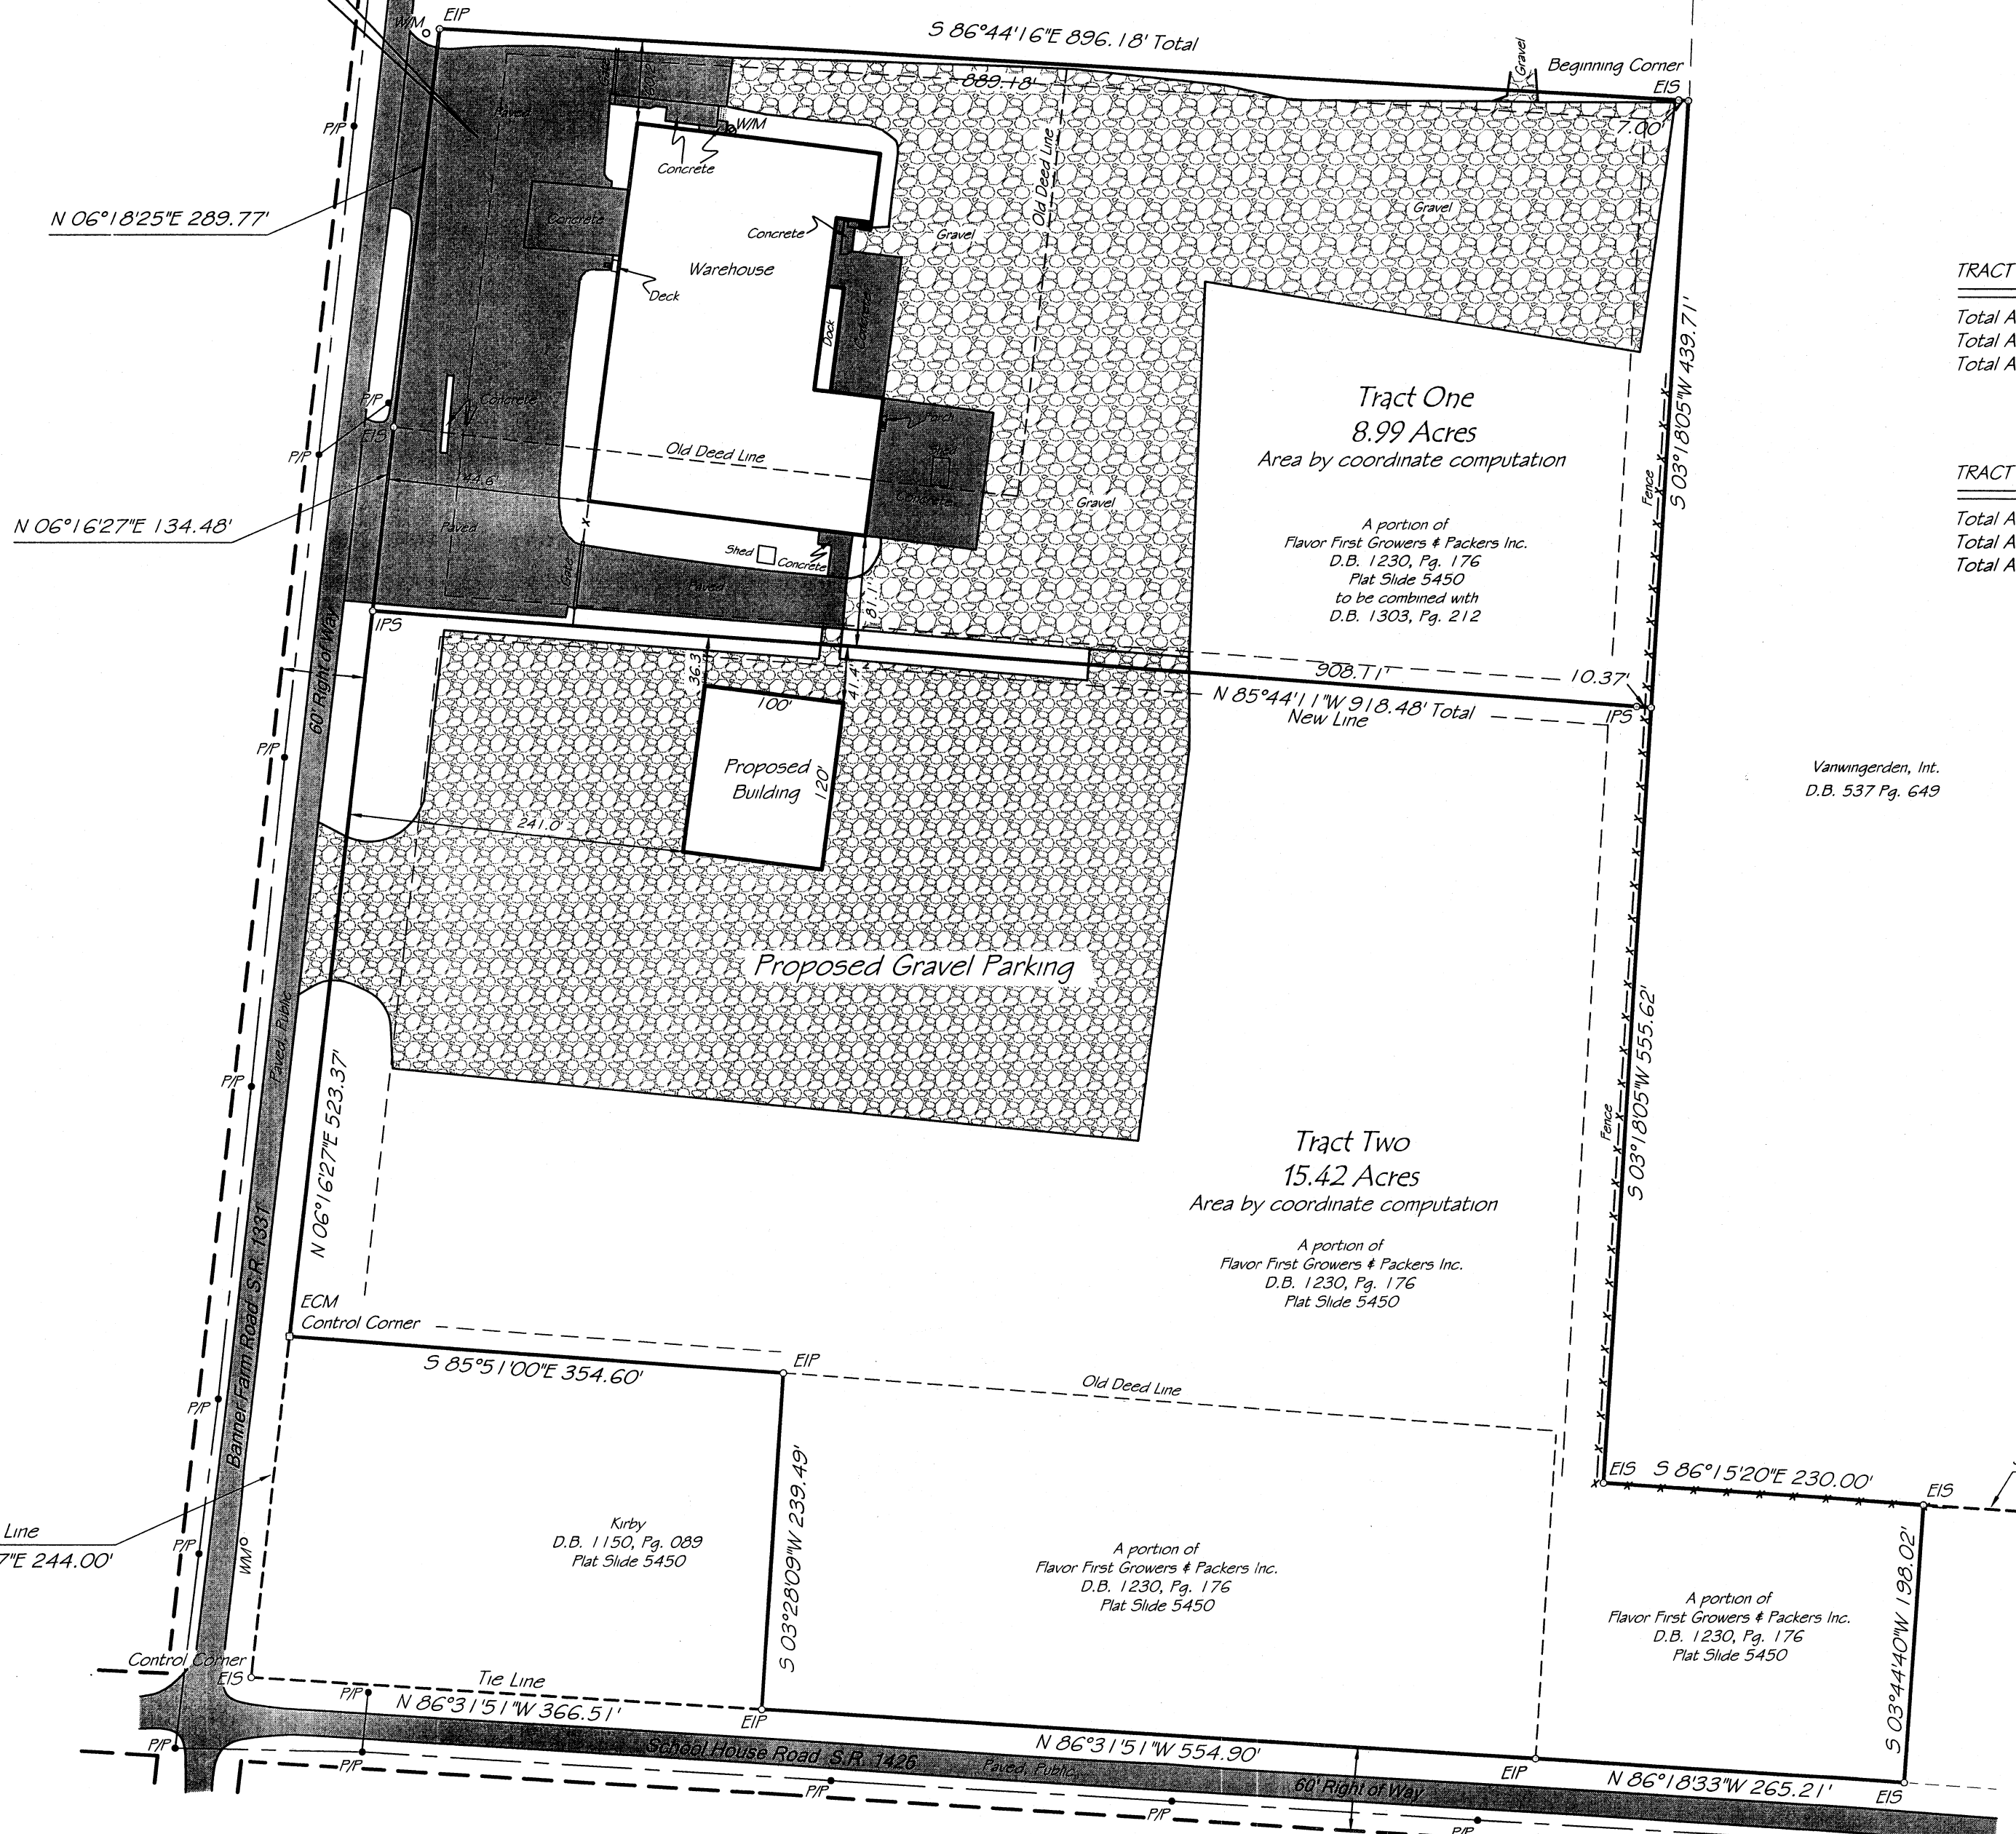 EIP
W/M
S 86°44'16"E 896.18' Total
889.18'
Gravel
Beginning Corner
EIS
7.00'
P/P
Paved
W/M
Concrete
Old Deed Line
N 06°18'25"E 289.77'
Concrete
Concrete
Gravel
Gravel
Warehouse
Deck
Dock
Concrete
S 03°18'05"W 439.71'
TRACT
Total A
Total A
Total A
Tract One
8.99 Acres
Area by coordinate computation
P/P
Concrete
Porch
EIS
P/P
Old Deed Line
Shed
Concrete
Fence
TRACT
Total A
Total A
Total A
Gravel
N 06°16'27"E 134.48'
Paved
A portion of
Flavor First Growers & Packers Inc.
D.B. 1230, Pg. 176
Plat Slide 5450
to be combined with
D.B. 1303, Pg. 212
Shed
Concrete
Gate
Paved
81.1'
IPS
60' Right of Way
36.3'
41.4'
908.11'
10.37'
N 85°44'11"W 918.48' Total
New Line
IPS
100'
P/P
Proposed
Building
120'
241.0'
Vanwingerden, Int.
D.B. 537 Pg. 649
Proposed Gravel Parking
Paved, Public
P/P
N 06°16'27"E 523.37'
S 03°18'05"W 555.62'
Fence
Tract Two
15.42 Acres
Area by coordinate computation
A portion of
Flavor First Growers & Packers Inc.
D.B. 1230, Pg. 176
Plat Slide 5450
Banner Farm Road S.R. 1331
ECM
Control Corner
S 85°51'00"E 354.60'
EIP
Old Deed Line
P/P
EIS
S 86°15'20"E 230.00'
EIS
S 03°28'09"W 239.49'
S 03°44'40"W 198.02'
Line
7"E 244.00'
P/P
WM
Kirby
D.B. 1150, Pg. 089
Plat Slide 5450
A portion of
Flavor First Growers & Packers Inc.
D.B. 1230, Pg. 176
Plat Slide 5450
A portion of
Flavor First Growers & Packers Inc.
D.B. 1230, Pg. 176
Plat Slide 5450
Control Corner
EIS
Tie Line
P/P
N 86°31'51"W 366.51'
EIP
P/P
P/P
School House Road S.R. 1426
Paved, Public
N 86°31'51"W 554.90'
60' Right of Way
EIP
N 86°18'33"W 265.21'
EIS
P/P
P/P
P/P